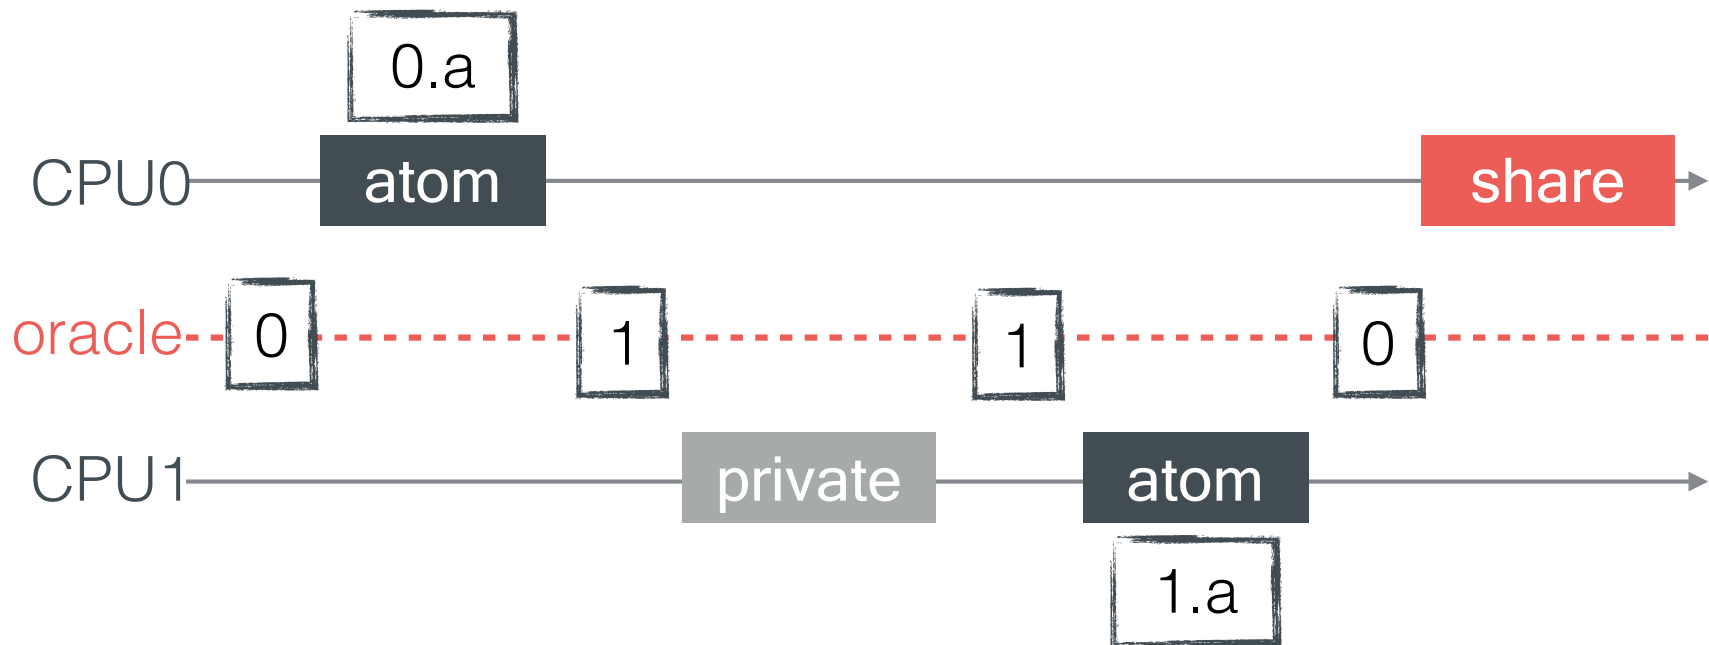 0.a
CPU0 atom share
oracle 0 1 1 0
CPU1 private atom
1.a